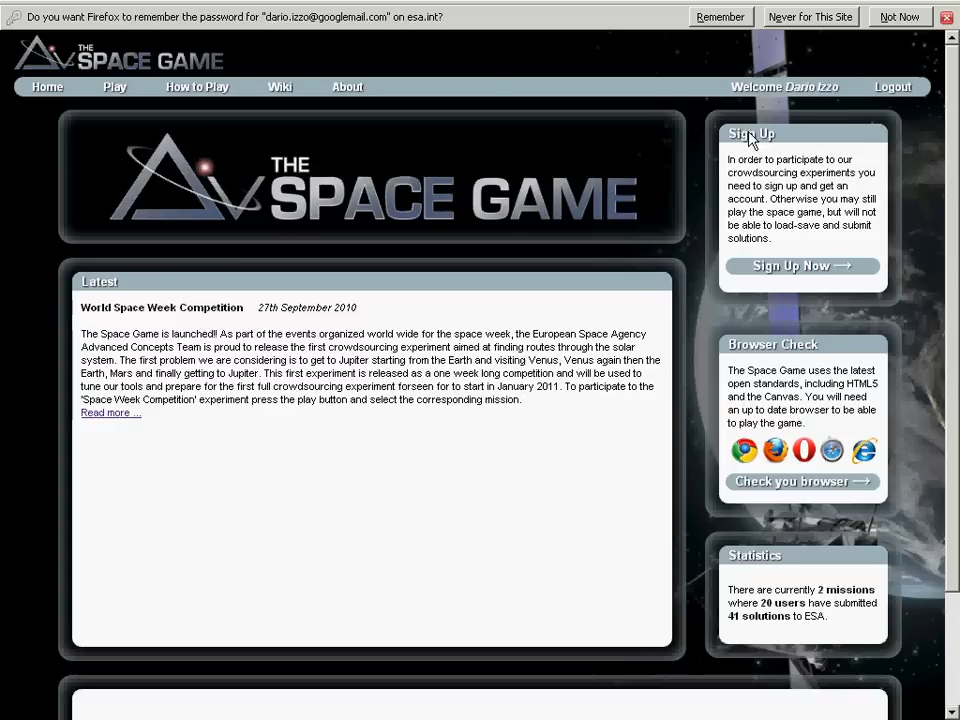 Do you want Firefox to remember the password for "dario.izzo@googlemail.com" on esa.int?
Remember
Never for This Site
Not Now
THE
SPACE GAME
Home
Play
How to Play
Wiki
About
Welcome Dario Izzo
Logout
THE
SPACE GAME
Sign Up
In order to participate to our
crowdsourcing experiments you
need to sign up and get an
account. Otherwise you may still
play the space game, but will not
be able to load-save and submit
solutions.
Sign Up Now →
Latest
World Space Week Competition 27th September 2010
The Space Game is launched!! As part of the events organized world wide for the space week, the European Space Agency
Advanced Concepts Team is proud to release the first crowdsourcing experiment aimed at finding routes through the solar
system. The first problem we are considering is to get to Jupiter starting from the Earth and visiting Venus, Venus again then the
Earth, Mars and finally getting to Jupiter. This first experiment is released as a one week long competition and will be used to
tune our tools and prepare for the first full crowdsourcing experiment forseen for to start in January 2011. To participate to the
'Space Week Competition' experiment press the play button and select the corresponding mission.
Read more ...
Browser Check
The Space Game uses the latest
open standards, including HTML5
and the Canvas. You will need
an up to date browser to be able
to play the game.
Check you browser →
Statistics
There are currently 2 missions
where 20 users have submitted
41 solutions to ESA.